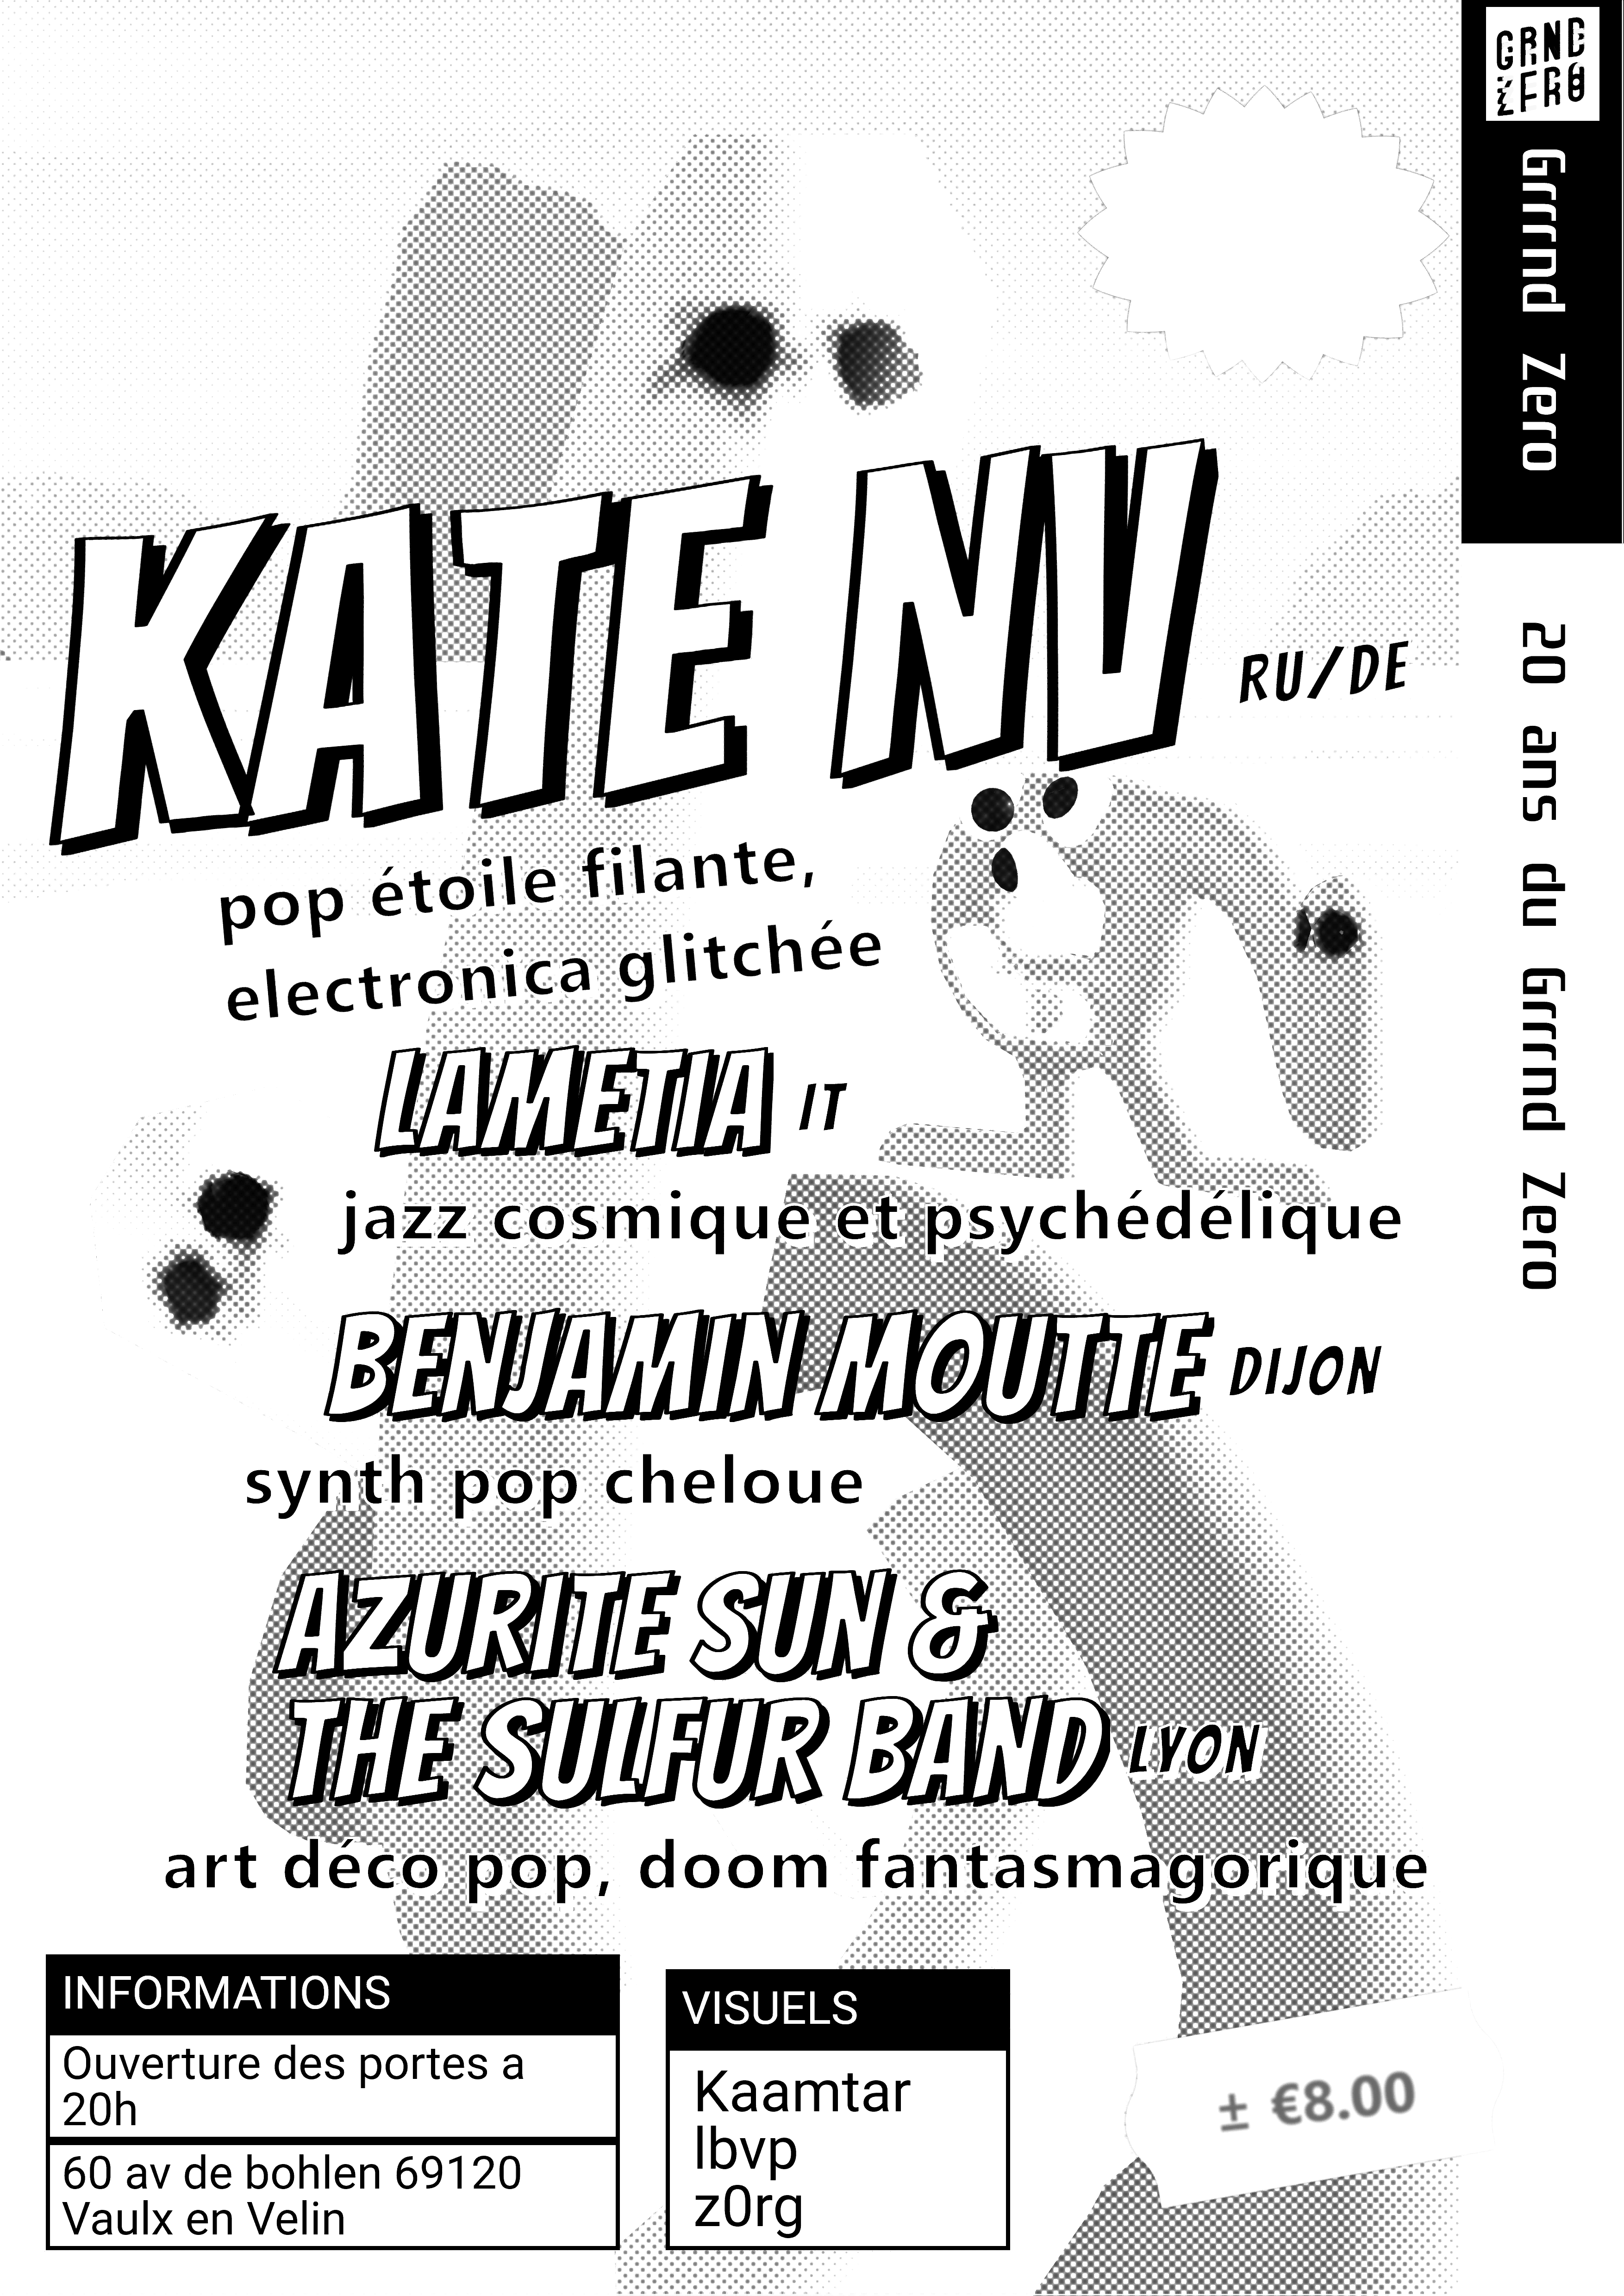 GRND
ZERO
Grrrnd Zero
20 ans du Grrrnd Zero
KATE NV RU/DE
pop étoile filante,
electronica glitchée
LAMETIA IT
jazz cosmique et psychédélique
BENJAMIN MOUTTE DIJON
synth pop cheloue
AZURITE SUN &
THE SULFUR BAND LYON
art déco pop, doom fantasmagorique
INFORMATIONS
Ouverture des portes a
20h
60 av de bohlen 69120
Vaulx en Velin
VISUELS
Kaamtar
lbvp
z0rg
± €8.00